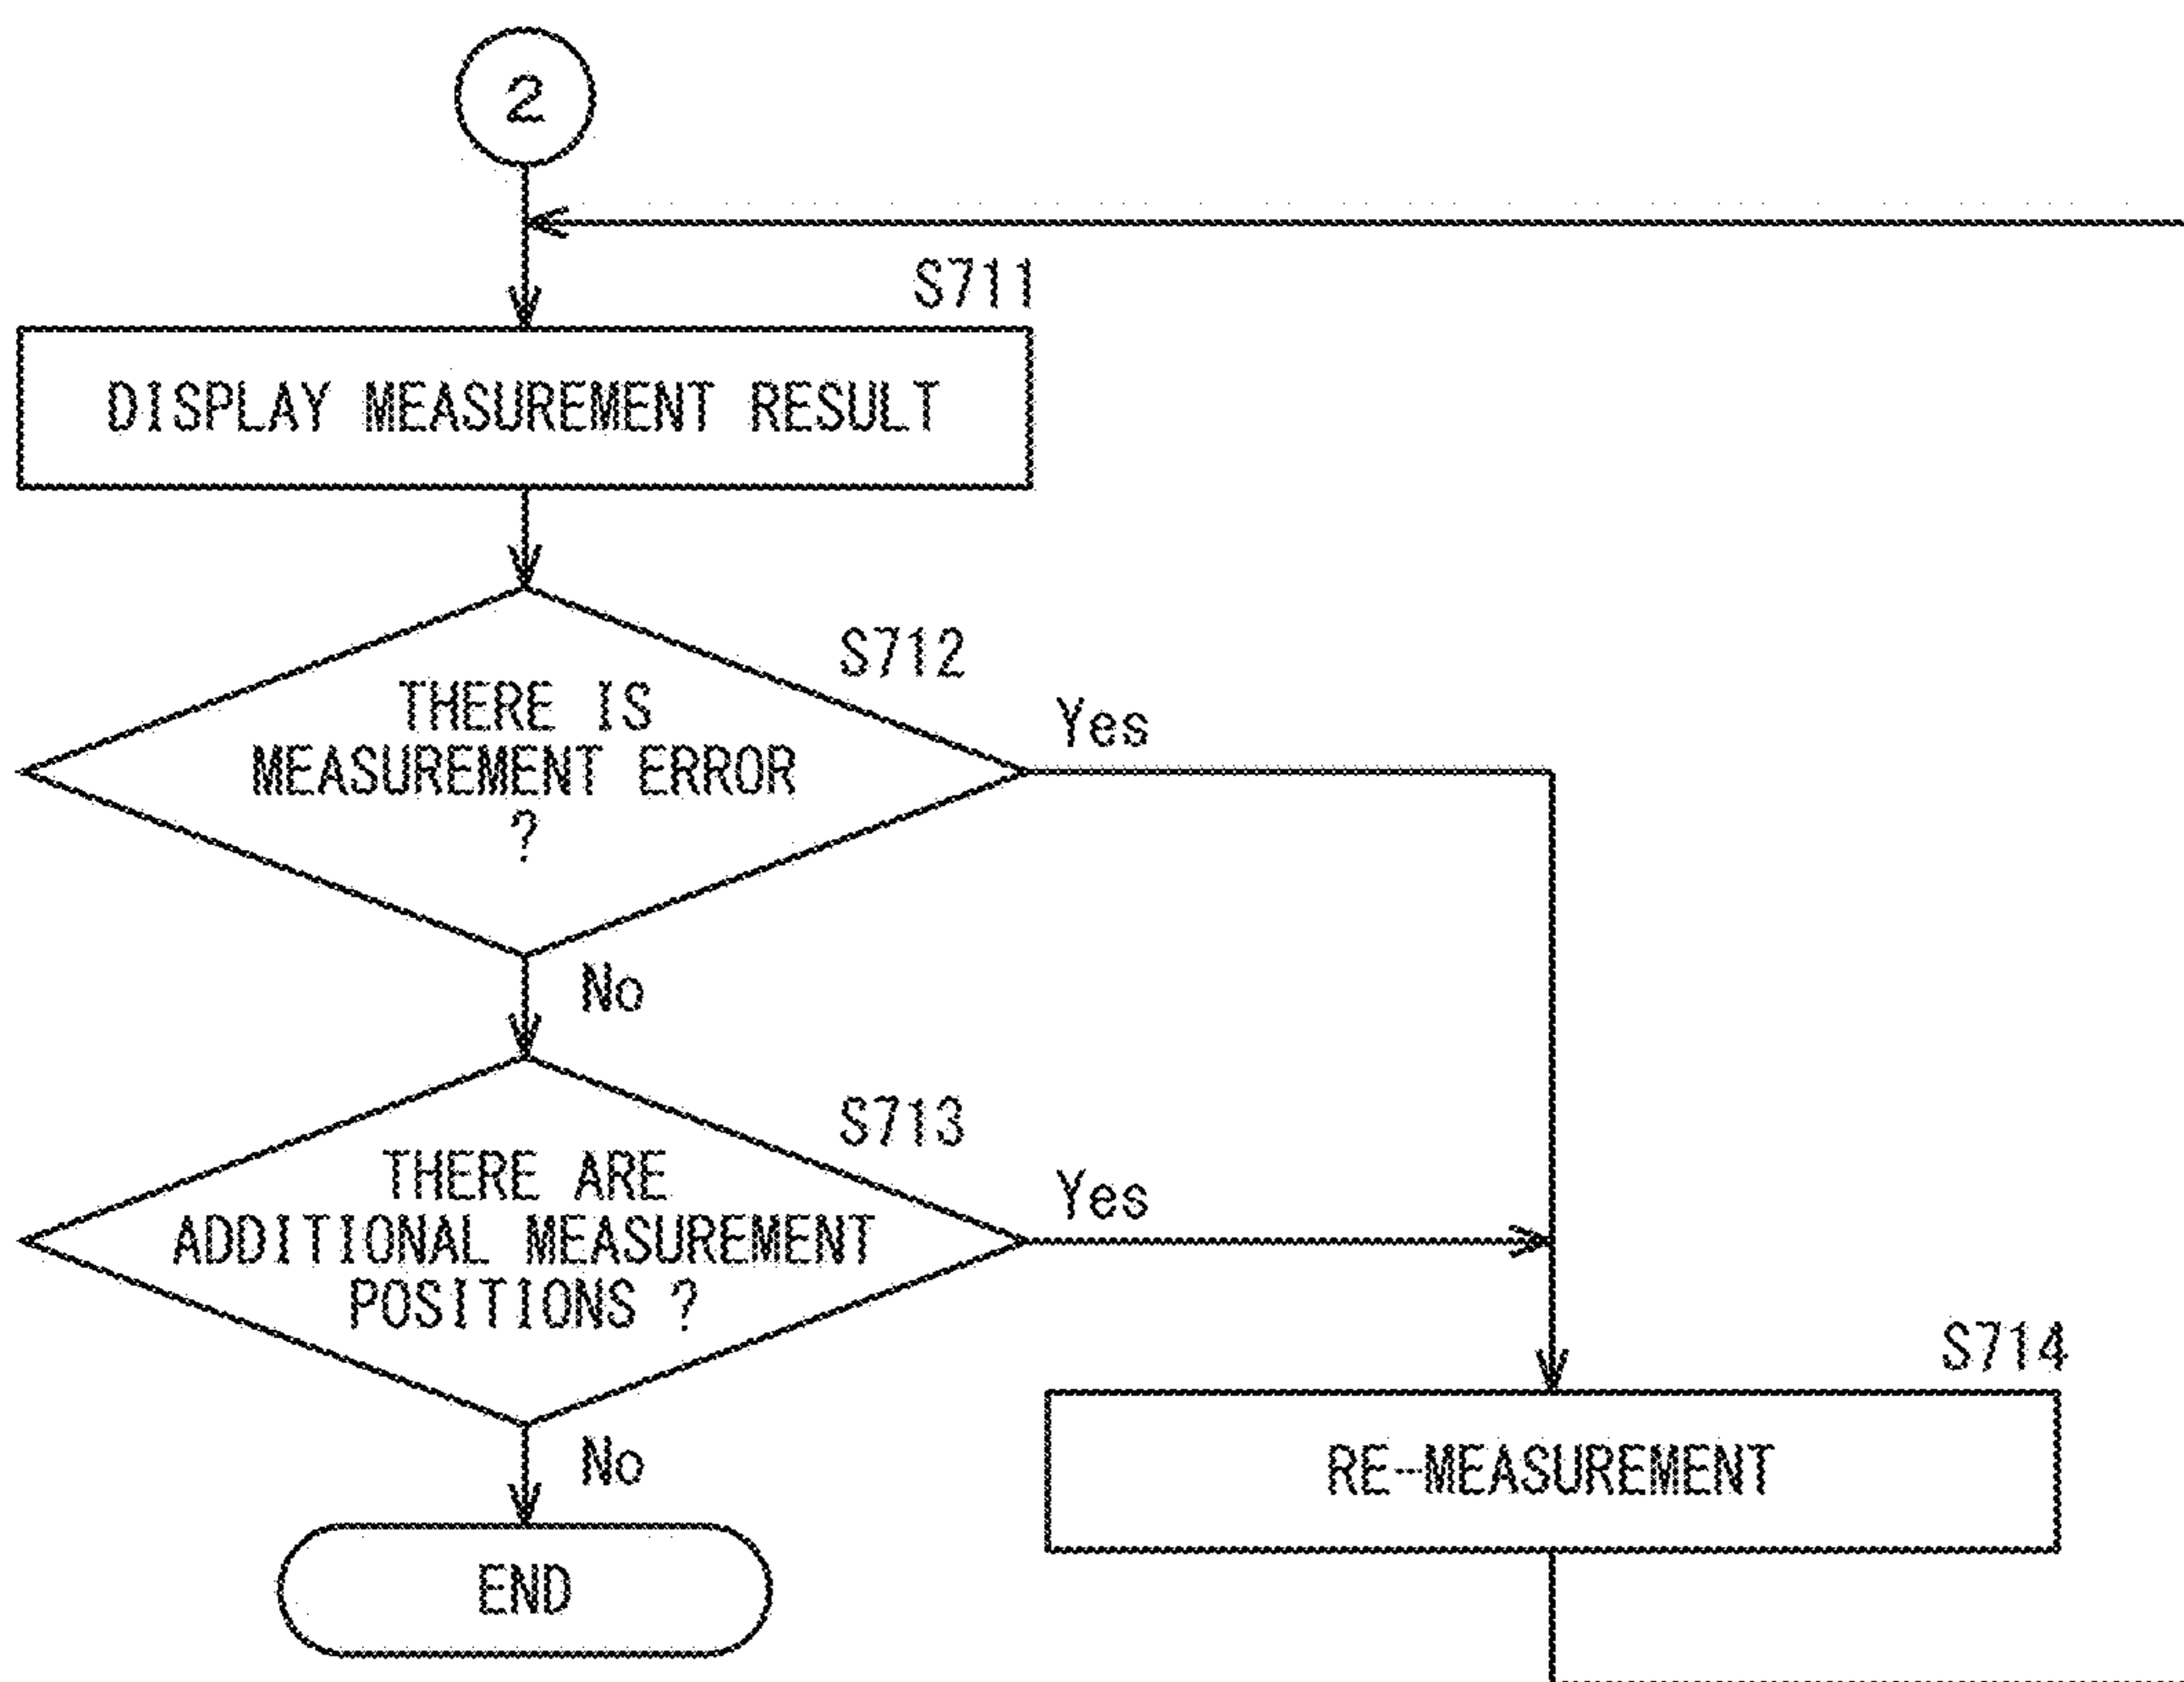 2
S711
DISPLAY MEASUREMENT RESULT
S712
THERE IS
MEASUREMENT ERROR
?
Yes
No
S713
THERE ARE
ADDITIONAL MEASUREMENT
POSITIONS ?
Yes
S714
RE-MEASUREMENT
No
END